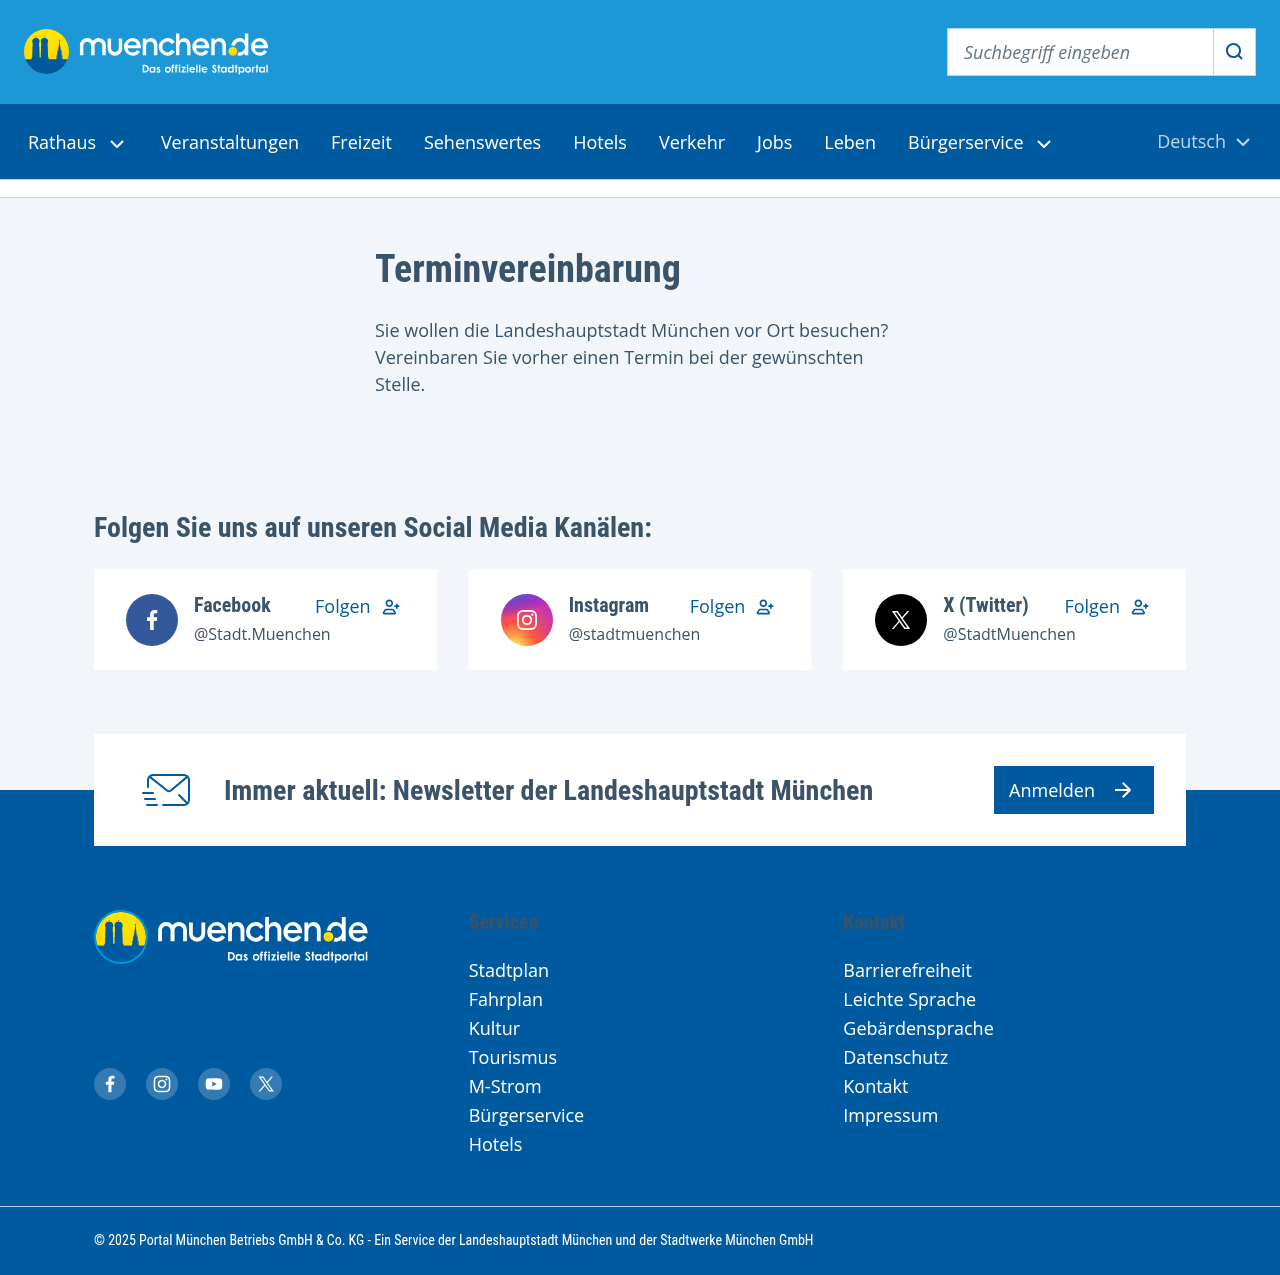 muenchen.de
Das offizielle Stadtportal
Suchbegriff eingeben
Rathaus Veranstaltungen Freizeit Sehenswertes Hotels Verkehr Jobs Leben Bürgerservice Deutsch
Terminvereinbarung
Sie wollen die Landeshauptstadt München vor Ort besuchen?
Vereinbaren Sie vorher einen Termin bei der gewünschten
Stelle.
Folgen Sie uns auf unseren Social Media Kanälen:
Facebook Folgen
@Stadt.Muenchen
Instagram Folgen
@stadtmuenchen
X (Twitter) Folgen
@StadtMuenchen
Immer aktuell: Newsletter der Landeshauptstadt München
Anmelden
muenchen.de
Das offizielle Stadtportal
Services
Stadtplan
Fahrplan
Kultur
Tourismus
M-Strom
Bürgerservice
Hotels
Kontakt
Barrierefreiheit
Leichte Sprache
Gebärdensprache
Datenschutz
Kontakt
Impressum
© 2025 Portal München Betriebs GmbH & Co. KG - Ein Service der Landeshauptstadt München und der Stadtwerke München GmbH